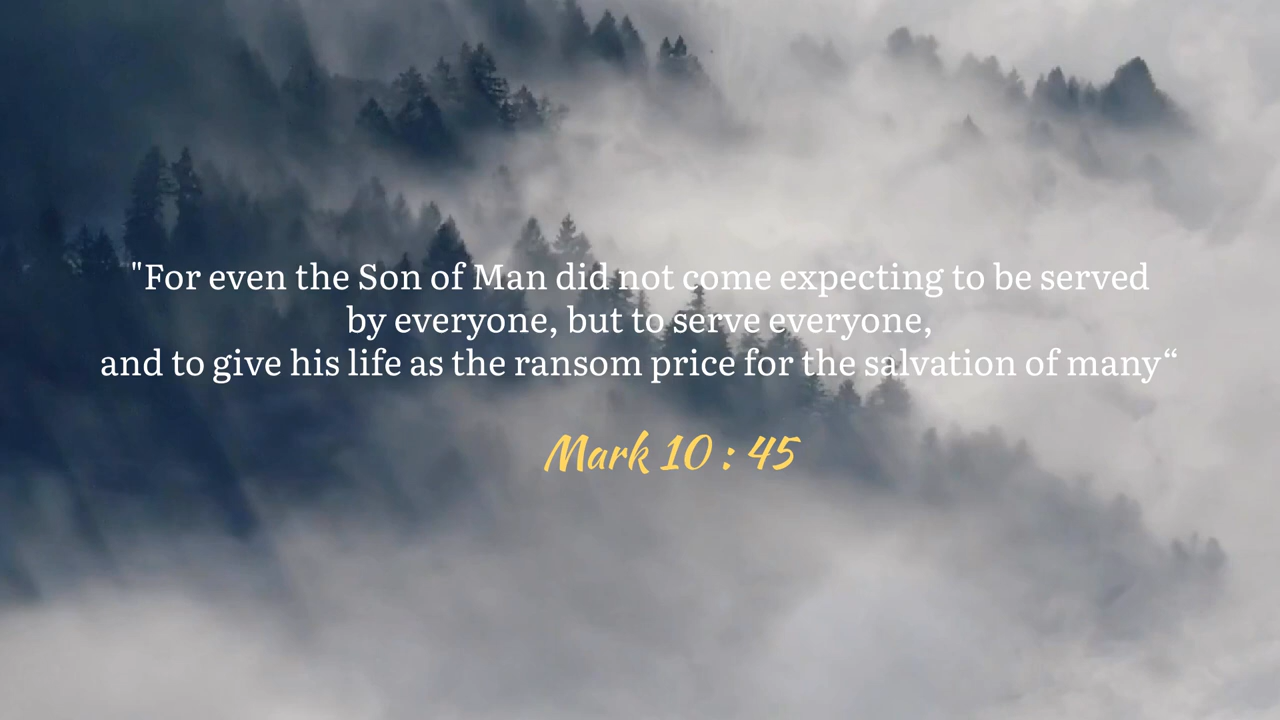 "For even the Son of Man did not come expecting to be served
by everyone, but to serve everyone,
and to give his life as the ransom price for the salvation of many“
Mark 10 : 45